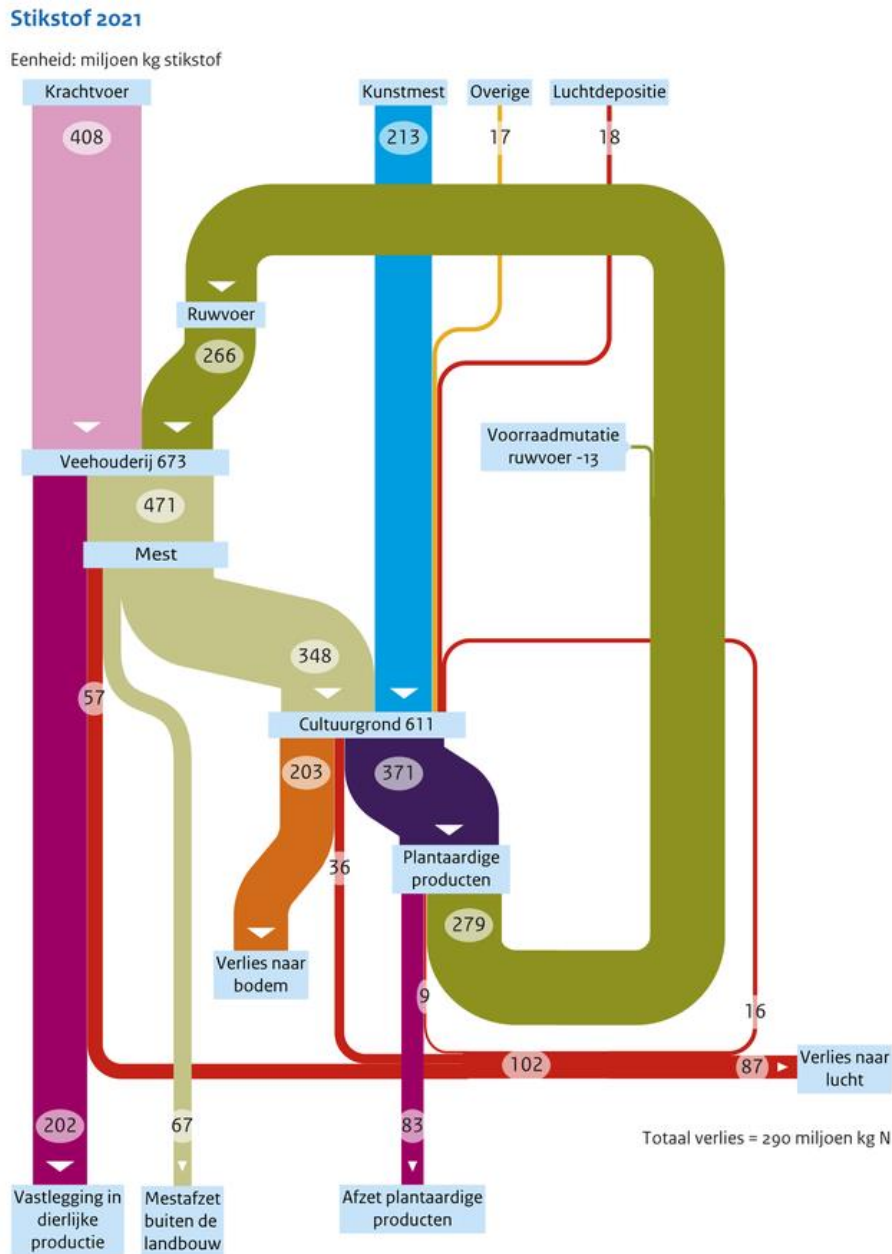 Stikstof 2021
Eenheid: miljoen kg stikstof
Krachtvoer
Kunstmest
Overige
Luchtdepositie
408
213
17
18
Ruwvoer
266
Voorraadmutatie
ruwvoer -13
Veehouderij 673
471
Mest
348
57
Cultuurgrond 611
203
371
36
Plantaardige
producten
279
Verlies naar
bodem
9
16
102
87
Verlies naar
lucht
202
67
83
Totaal verlies = 290 miljoen kg N
Vastlegging in
dierlijke
productie
Mestafzet
buiten de
landbouw
Afzet plantaardige
producten